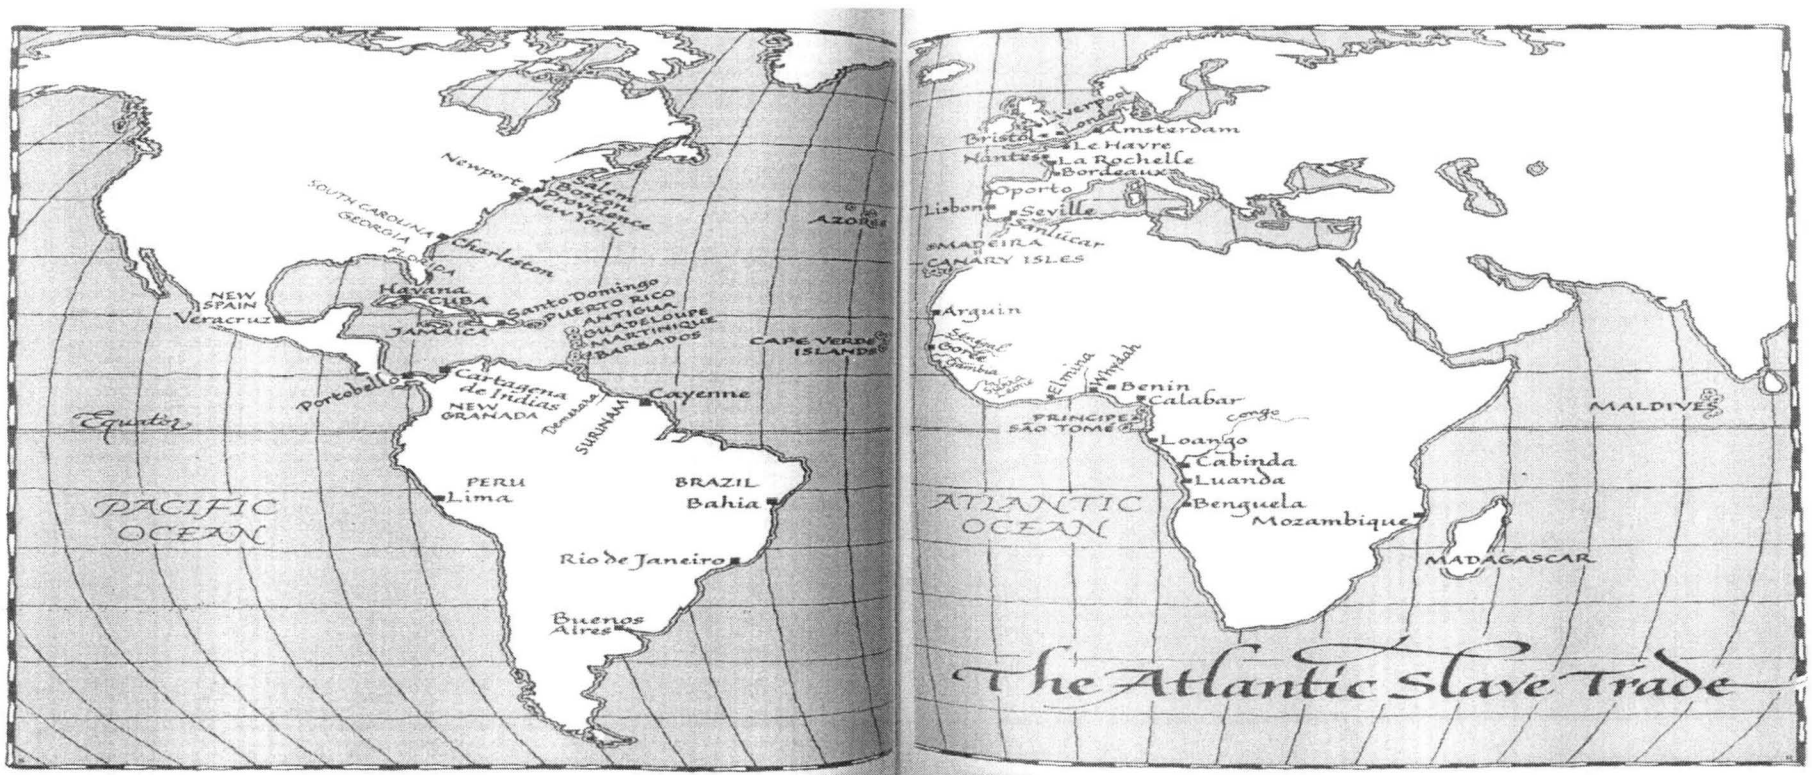 Newport
Salem
Boston
Providence
New York
SOUTH CAROLINA
GEORGIA
FLORIDA
Charleston
NEW
SPAIN
Veracruz
Havana
CUBA
JAMAICA
Santo Domingo
PUERTO RICO
ANTIGUA
GUADELOUPE
MARTINIQUE
BARBADOS
Portobello
Cartagena
de Indias
NEW
GRANADA
Demerara
SURINAM
Cayenne
Equator
PACIFIC
OCEAN
PERU
Lima
BRAZIL
Bahia
Rio de Janeiro
Buenos
Aires
AZORES
CAPE VERDE
ISLANDS
Liverpool
London
Bristol
Amsterdam
Le Havre
Nantes
La Rochelle
Bordeaux
Oporto
Lisbon
Seville
Sanlúcar
MADEIRA
CANARY ISLES
Arguin
Senegal
Gorée
Gambia
Elmina
Whydah
Benin
Calabar
PRINCIPE
SÃO TOMÉ
Congo
Loango
Cabinda
Luanda
Benguela
Mozambique
MADAGASCAR
MALDIVES
ATLANTIC
OCEAN
The Atlantic Slave Trade